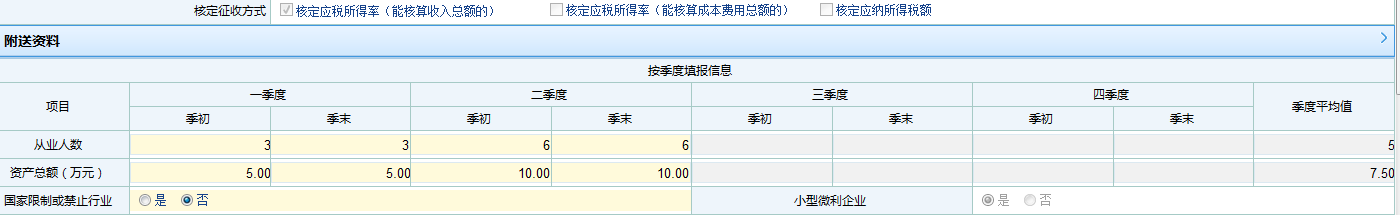 核定征收方式 核定应税所得率（能核算收入总额的） 核定应税所得率（能核算成本费用总额的） 核定应纳所得税额
附送资料
按季度填报信息
项目 一季度 二季度 三季度 四季度 季度平均值
季初 季末 季初 季末 季初 季末 季初 季末
从业人数 3 3 6 6 5
资产总额（万元） 5.00 5.00 10.00 10.00 7.50
国家限制或禁止行业 是 否 小型微利企业 是 否